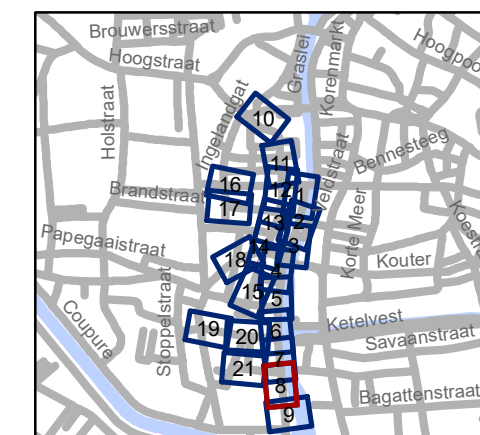 Brouwersstraat
Hoogstraat
Graslei
Korenmarkt
Hoogpoo
Holstraat
Ingelandgat
10
Bennesteeg
11
Veldstraat
16
12
1
Brandstraat
17
13
2
Korte Meer
Koestra
Papegaaistraat
14
3
18
Kouter
4
15
5
Coupure
Stoppelstraat
19
20
6
Ketelvest
Savaanstraat
21
7
8
Bagattenstraat
9